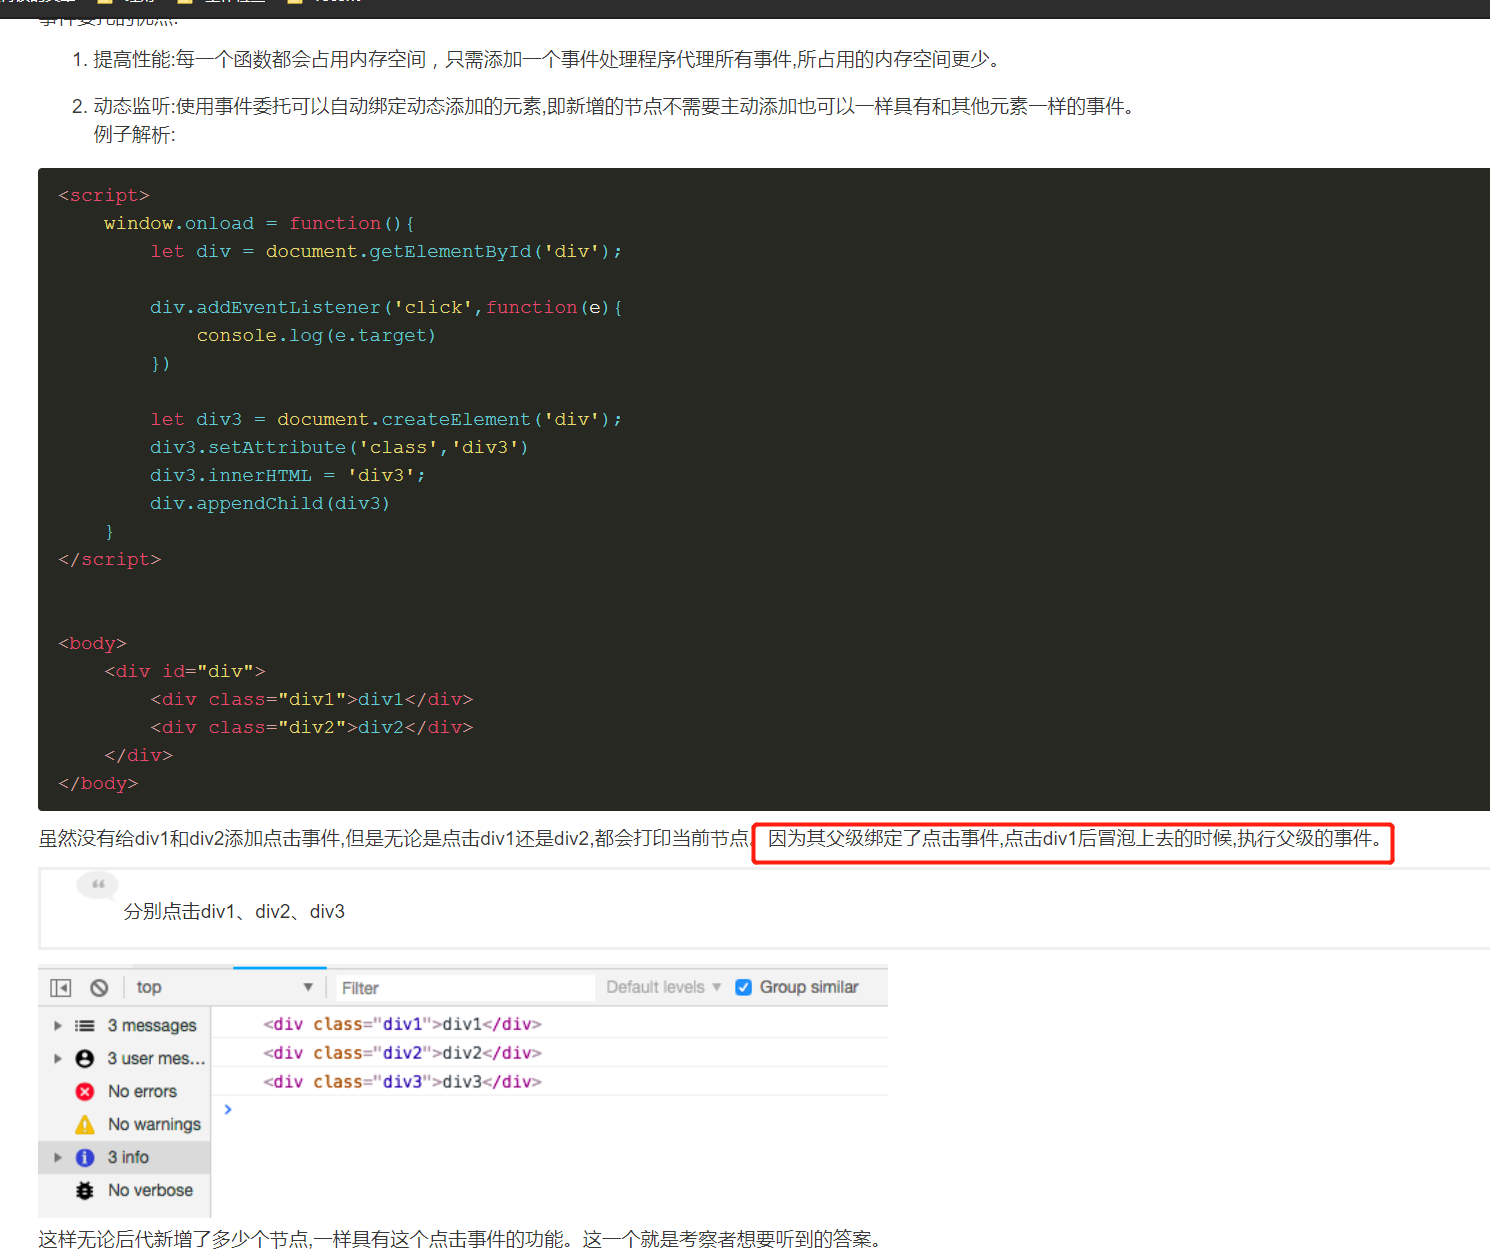 事件委托的优点:
1. 提高性能:每一个函数都会占用内存空间，只需添加一个事件处理程序代理所有事件,所占用的内存空间更少。
2. 动态监听:使用事件委托可以自动绑定动态添加的元素,即新增的节点不需要主动添加也可以一样具有和其他元素一样的事件。
例子解析:
<script>
    window.onload = function(){
        let div = document.getElementById('div');
        div.addEventListener('click',function(e){
            console.log(e.target)
        })
        let div3 = document.createElement('div');
        div3.setAttribute('class','div3')
        div3.innerHTML = 'div3';
        div.appendChild(div3)
    }
</script>
<body>
    <div id="div">
        <div class="div1">div1</div>
        <div class="div2">div2</div>
    </div>
</body>
虽然没有给div1和div2添加点击事件,但是无论是点击div1还是div2,都会打印当前节点。因为其父级绑定了点击事件,点击div1后冒泡上去的时候,执行父级的事件。
分别点击div1、div2、div3
top Filter Default levels Group similar
3 messages <div class="div1">div1</div>
3 user mes... <div class="div2">div2</div>
<div class="div3">div3</div>
No errors
No warnings
3 info
No verbose
这样无论后代新增了多少个节点,一样具有这个点击事件的功能。这一个就是考察者想要听到的答案。